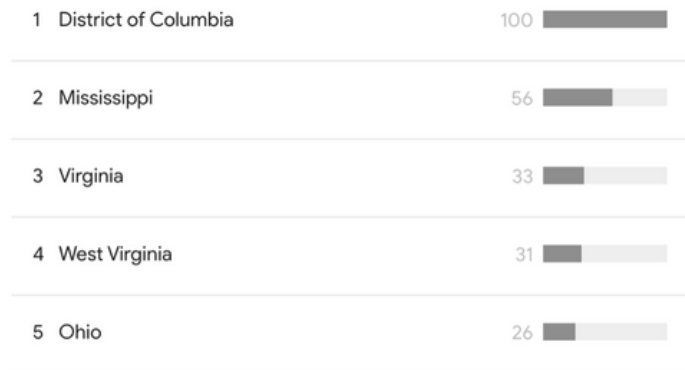 1 District of Columbia 100
2 Mississippi 56
3 Virginia 33
4 West Virginia 31
5 Ohio 26